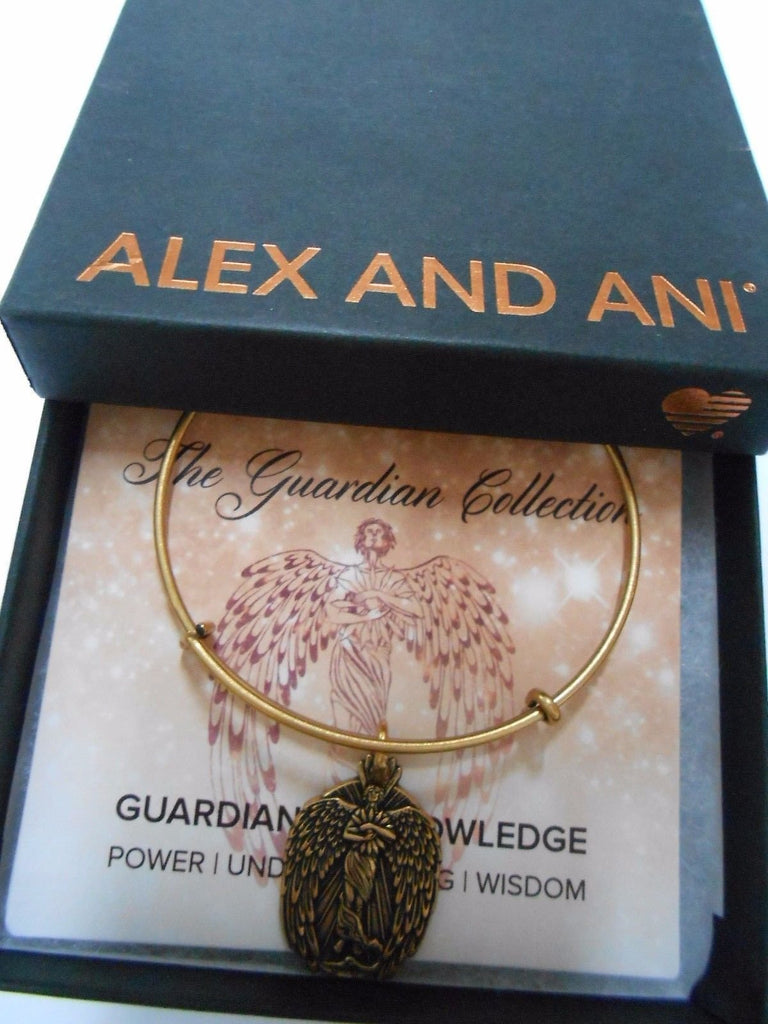 ALEX AND ANI®
The Guardian Collection
GUARDIAN OWLEDGE
POWER | UND G | WISDOM